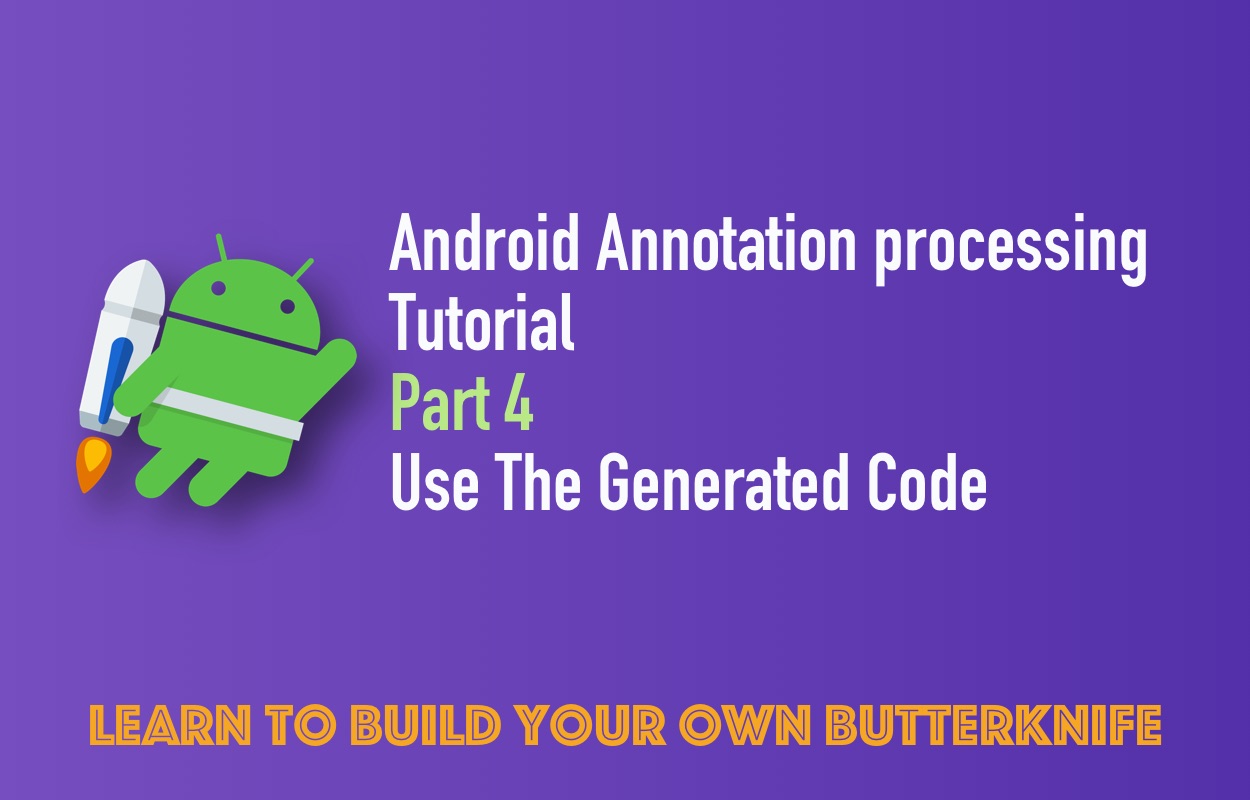 Android Annotation processing
Tutorial
Part 4
Use The Generated Code
LEARN TO BUILD YOUR OWN BUTTERKNIFE